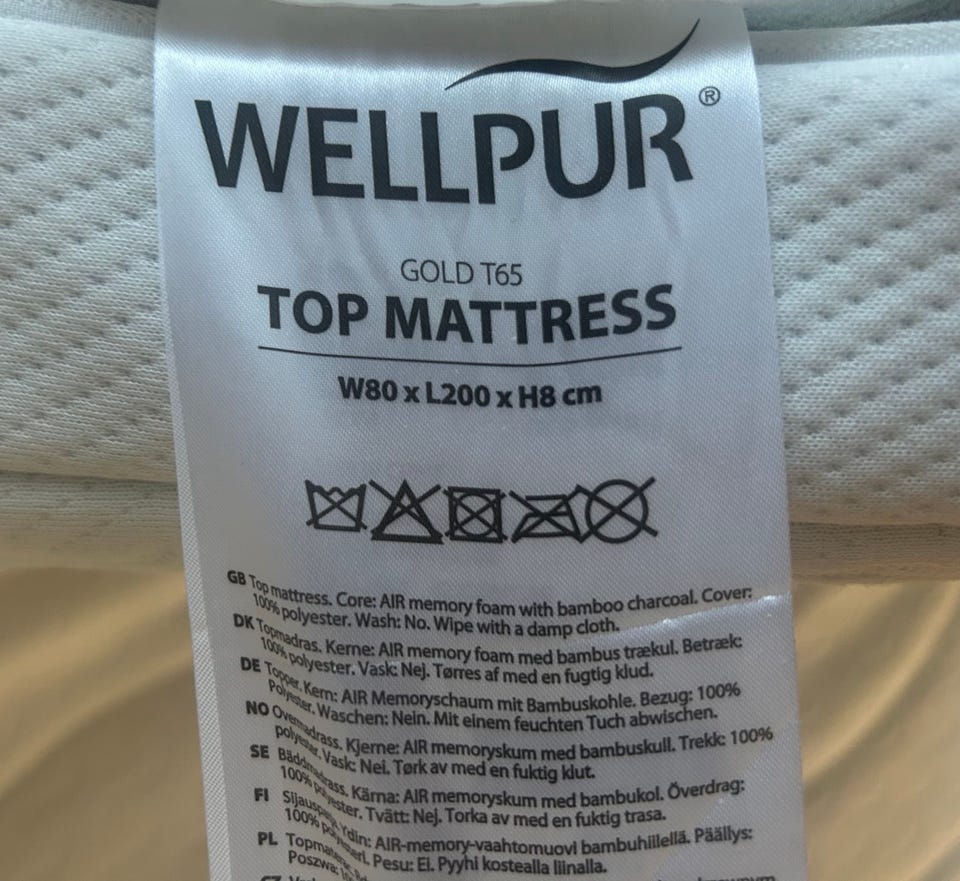 WELLPUR®
GOLD T65
TOP MATTRESS
W80 x L200 x H8 cm
GB Top mattress. Core: AIR memory foam with bamboo charcoal. Cover:
100% polyester. Wash: No. Wipe with a damp cloth.
DK Topmadras. Kerne: AIR memory foam med bambus trækul. Betræk:
100% polyester. Vask: Nej. Tørres af med en fugtig klud.
DE Topper. Kern: AIR Memoryschaum mit Bambuskohle. Bezug: 100%
Polyester. Waschen: Nein. Mit einem feuchten Tuch abwischen.
NO Overmadrass. Kjerne: AIR memoryskum med bambuskull. Trekk: 100%
polyester. Vask: Nei. Tørk av med en fuktig klut.
SE Bäddmadrass. Kärna: AIR memoryskum med bambukol. Överdrag:
100% polyester. Tvätt: Nej. Torka av med en fuktig trasa.
FI Ydin: AIR-memory-vaahtomuovi bambuhiilellä. Päällys:
100% Pesu: Ei. Pyyhi kostealla liinalla.
PL
Poszwa: